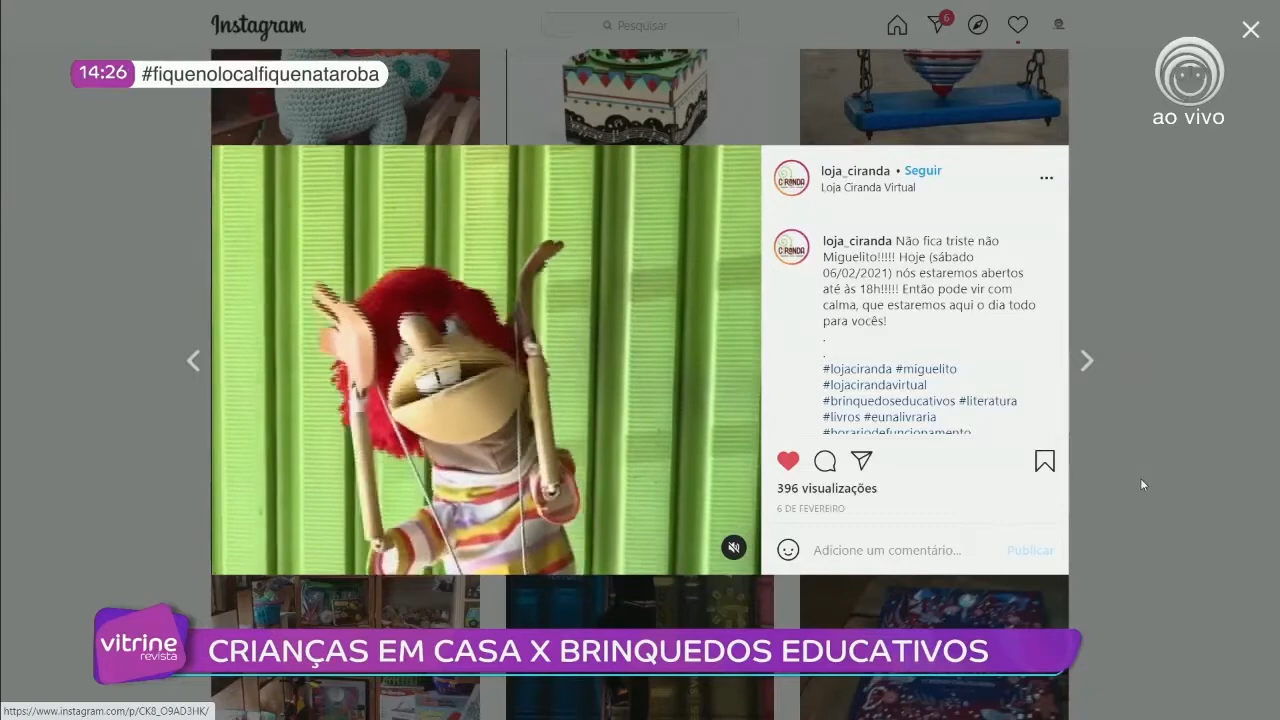 Instagram
Pesquisar
6
14:26 #fiquenolocalfiquenataroba
ao vivo
loja_ciranda • Seguir
Loja Ciranda Virtual
CIRANDA
loja_ciranda Não fica triste não
Miguelito!!!!! Hoje (sábado
06/02/2021) nós estaremos abertos
até às 18h!!!!! Então pode vir com
calma, que estaremos aqui o dia todo
para vocês!
.
.
#lojaciranda #miguelito
#lojacirandavirtual
#brinquedoseducativos #literatura
#livros #eunalivraria
#horariodefuncionamento
396 visualizações
6 DE FEVEREIRO
Adicione um comentário... Publicar
vitrine
revista
CRIANÇAS EM CASA X BRINQUEDOS EDUCATIVOS
https://www.instagram.com/p/CK8_O9AD3HK/